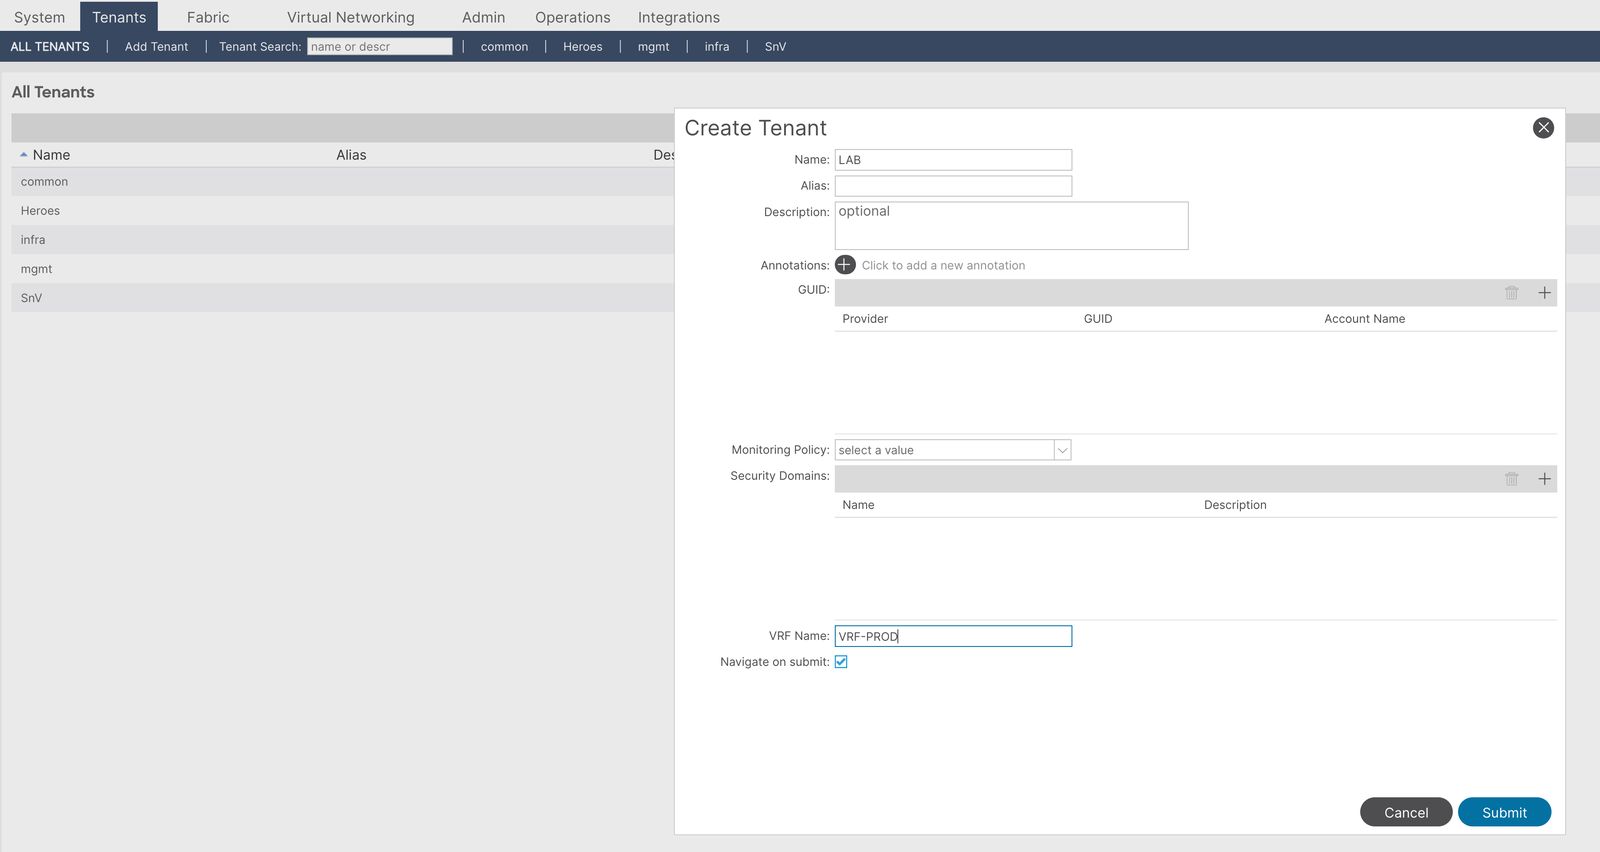 System Tenants Fabric Virtual Networking Admin Operations Integrations
ALL TENANTS | Add Tenant | Tenant Search: name or descr | common | Heroes | mgmt | infra | SnV
All Tenants
Name Alias Des
common
Heroes
infra
mgmt
SnV
Create Tenant
Name: LAB
Alias:
Description: optional
Annotations: Click to add a new annotation
GUID:
Provider GUID Account Name
Monitoring Policy: select a value
Security Domains:
Name Description
VRF Name: VRF-PROD
Navigate on submit:
Cancel Submit